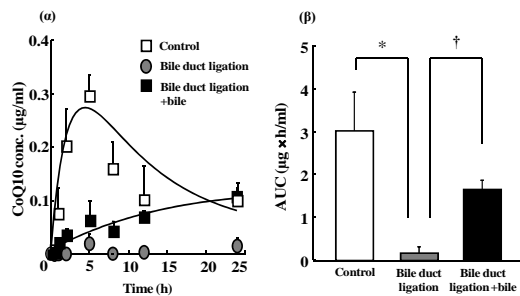 (α)
0.4
0.3
0.2
0.1
0
CoQ10 conc. (μg/ml)
Control
Bile duct ligation
Bile duct ligation
+bile
0 5 10 15 20 25
Time (h)
(β)
5
4
3
2
1
0
AUC (μg ×h/ml)
* †
Control
Bile duct
ligation
Bile duct
ligation+bile